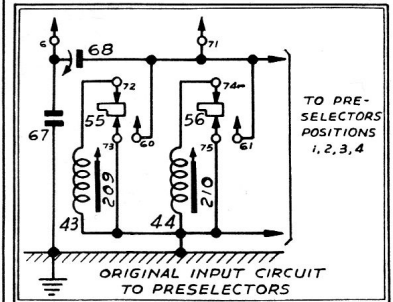 6
68
71
72
74
55
56
67
73
60
75
61
209
210
43
44
TO PRE-
SELECTORS
POSITIONS
1, 2, 3, 4
ORIGINAL INPUT CIRCUIT
TO PRESELECTORS